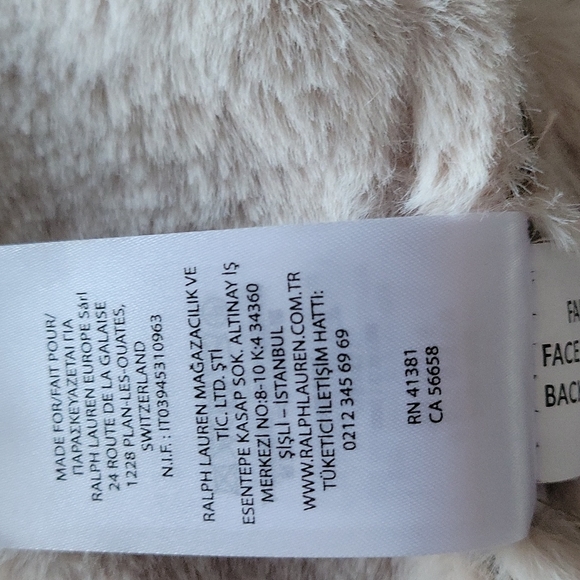 MADE FOR/FAIT POUR/
ΠΑΡΑΣΚΕΥΑΖΕΤΑΙ ΓΙΑ
RALPH LAUREN EUROPE Sàrl
24 ROUTE DE LA GALAISE
1228 PLAN-LES-OUATES,
SWITZERLAND
N.I.F. : IT03945310963
RALPH LAUREN MAĞAZACILIK VE
TİC. LTD. ŞTİ
ESENTEPE KASAP SOK. ALTINAY İŞ
MERKEZİ NO:8-10 K:4 34360
ŞİŞLİ – İSTANBUL
WWW.RALPHLAUREN.COM.TR
TÜKETİCİ İLETİŞİM HATTI:
0212 345 69 69
RN 41381
CA 56658
FA
FACE
BACK